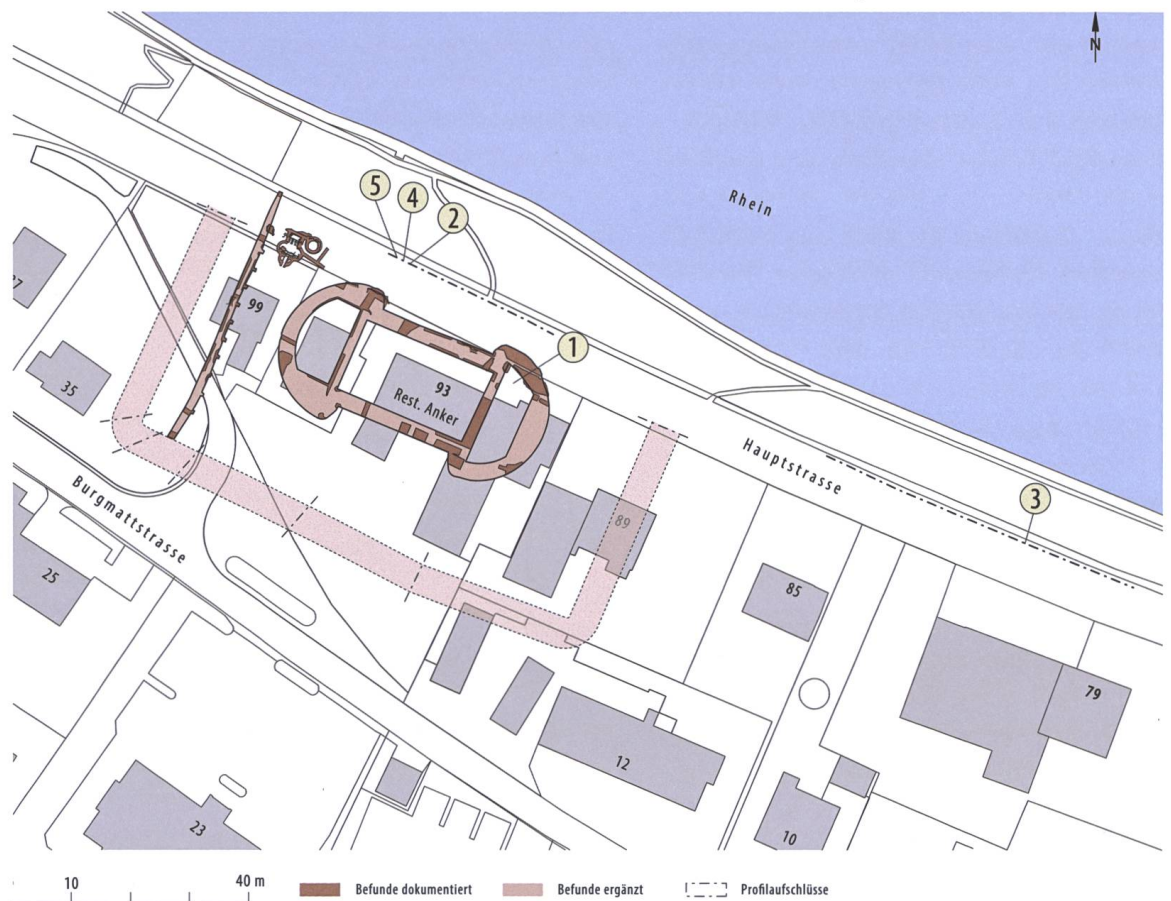 N
Rhein
5
4
2
99
1
93
Rest. Anker
35
Hauptstrasse
3
Burgmattstrasse
89
25
85
79
12
23
10
10
40 m
Befunde dokumentiert
Befunde ergänzt
Profilaufschlüsse